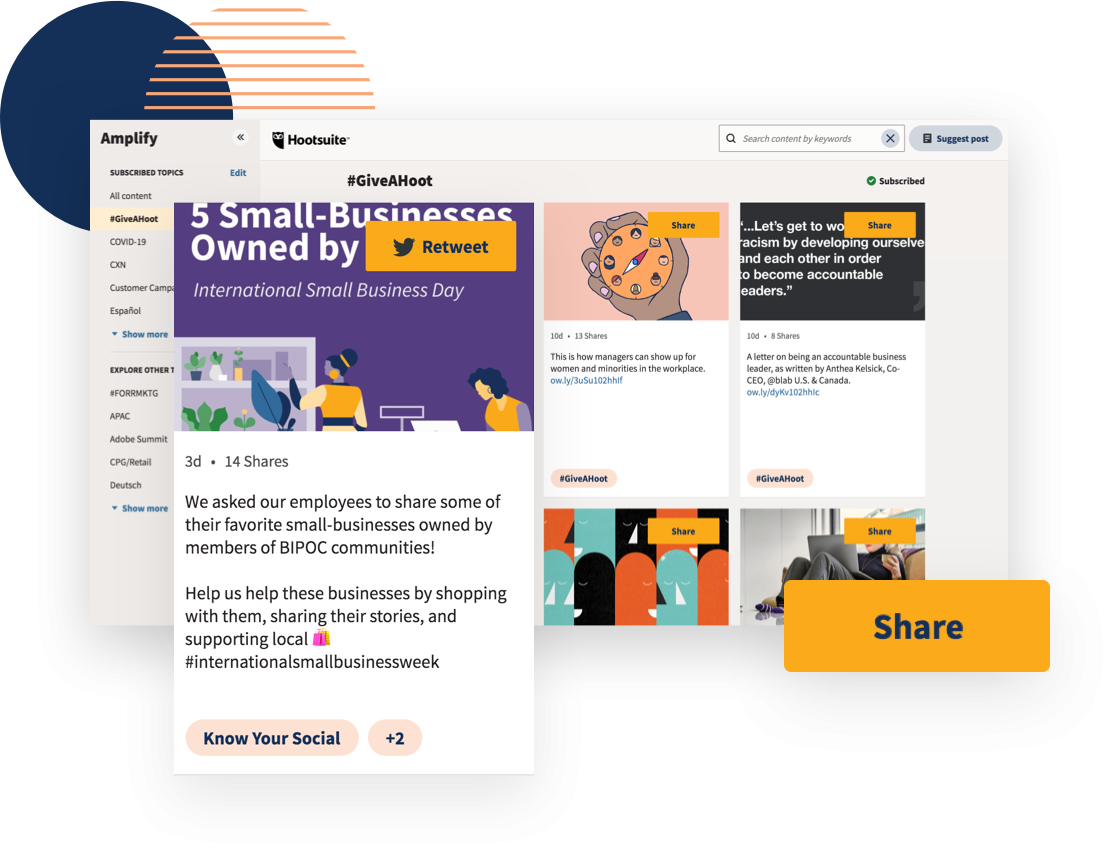 Amplify
«
Hootsuite™
Search content by keywords
Suggest post
SUBSCRIBED TOPICS
Edit
All content
#GiveAHoot
COVID-19
CXN
Customer Campa
Español
Show more
EXPLORE OTHER T
#FORRMKTG
APAC
Adobe Summit
CPG/Retail
Deutsch
Show more
#GiveAHoot
Subscribed
5 Small-Businesses
Owned by
Retweet
International Small Business Day
3d • 14 Shares
We asked our employees to share some of
their favorite small-businesses owned by
members of BIPOC communities!
Help us help these businesses by shopping
with them, sharing their stories, and
supporting local 🛍️
#internationalsmallbusinessweek
Know Your Social
+2
Share
10d • 13 Shares
This is how managers can show up for
women and minorities in the workplace.
ow.ly/3uSu102hhIf
#GiveAHoot
Share
"...Let's get to wo
racism by developing ourselve
and each other in order
to become accountable
leaders.”
10d • 8 Shares
A letter on being an accountable business
leader, as written by Anthea Kelsick, Co-
CEO, @blab U.S. & Canada.
ow.ly/dyKv102hhIc
#GiveAHoot
Share
Share
Share